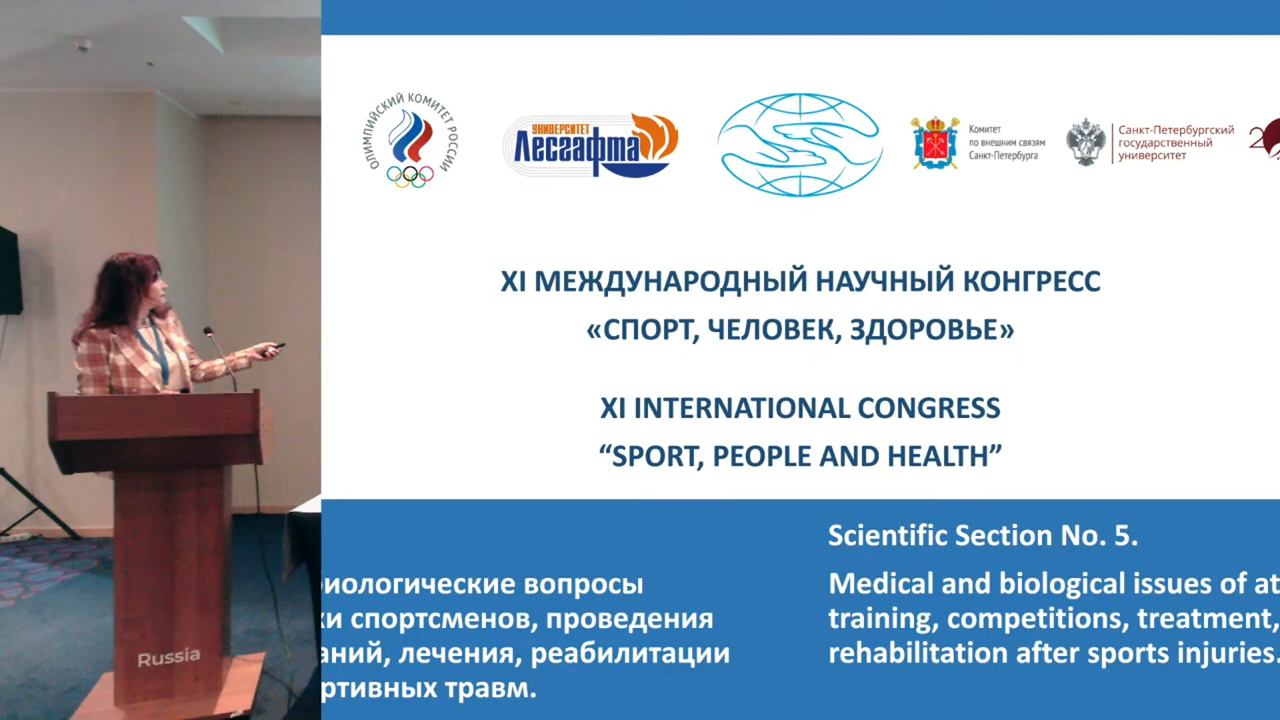 ОЛИМПИЙСКИЙ КОМИТЕТ РОССИИ
УНИВЕРСИТЕТ
Лесгафта
Комитет
по внешним связям
Санкт-Петербурга
Санкт-Петербургский
государственный
университет
2
XI МЕЖДУНАРОДНЫЙ НАУЧНЫЙ КОНГРЕСС
«СПОРТ, ЧЕЛОВЕК, ЗДОРОВЬЕ»
XI INTERNATIONAL CONGRESS
“SPORT, PEOPLE AND HEALTH”
биологические вопросы
ки спортсменов, проведения
аний, лечения, реабилитации
ртивных травм.
Scientific Section No. 5.
Medical and biological issues of at
training, competitions, treatment,
rehabilitation after sports injuries.
Russia